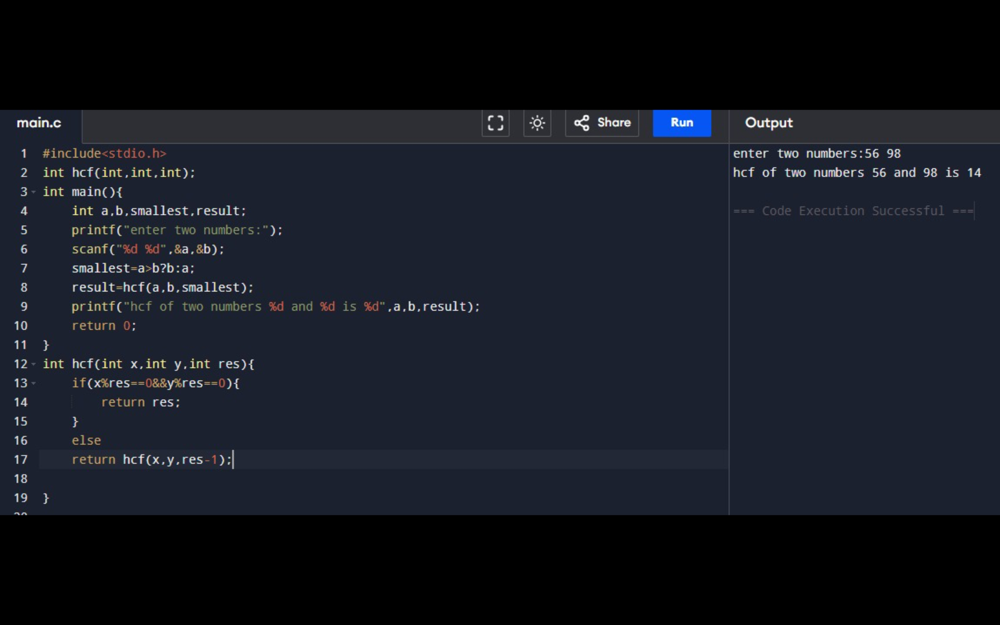 main.c Share Run Output
1 #include<stdio.h>
2 int hcf(int,int,int);
3 int main(){
4     int a,b,smallest,result;
5     printf("enter two numbers:");
6     scanf("%d %d",&a,&b);
7     smallest=a>b?b:a;
8     result=hcf(a,b,smallest);
9     printf("hcf of two numbers %d and %d is %d",a,b,result);
10     return 0;
11 }
12 int hcf(int x,int y,int res){
13     if(x%res==0&&y%res==0){
14         return res;
15     }
16     else
17     return hcf(x,y,res-1);
18
19 }
enter two numbers:56 98
hcf of two numbers 56 and 98 is 14
=== Code Execution Successful ===